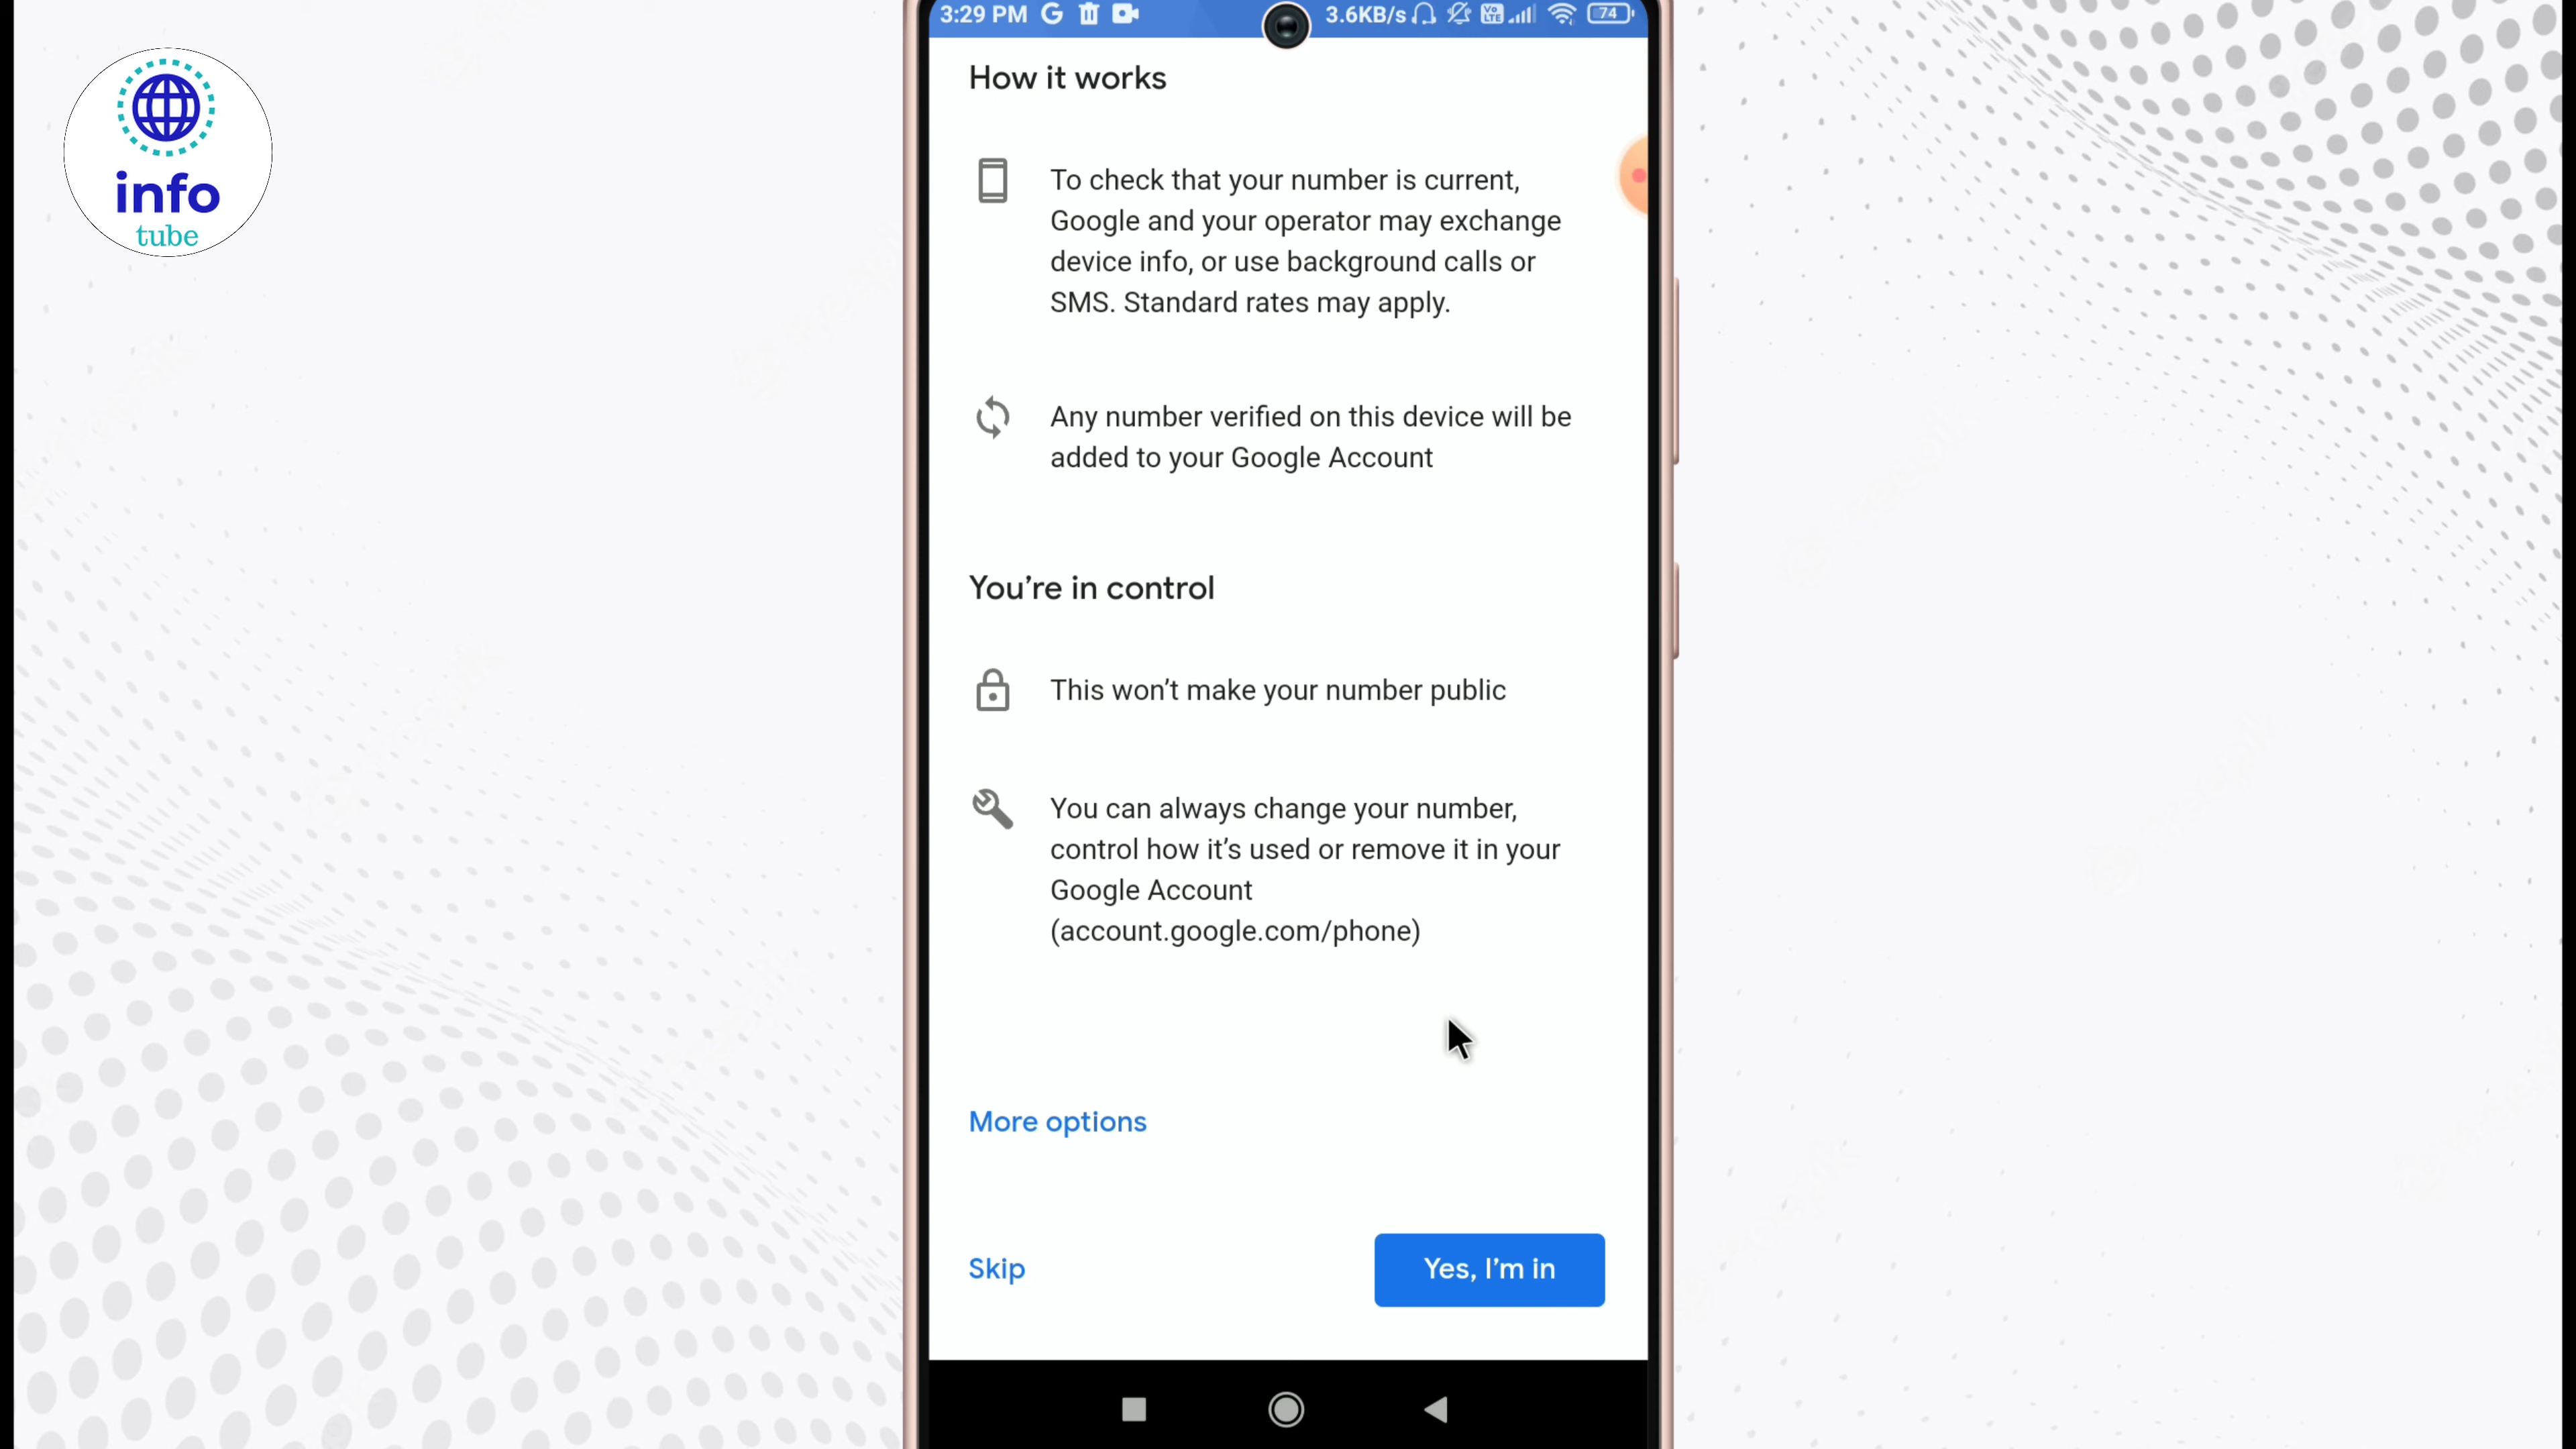 info
tube
3:29 PM
3.6KB/s
Vo
LTE
74
How it works
To check that your number is current,
Google and your operator may exchange
device info, or use background calls or
SMS. Standard rates may apply.
Any number verified on this device will be
added to your Google Account
You’re in control
This won’t make your number public
You can always change your number,
control how it’s used or remove it in your
Google Account
(account.google.com/phone)
More options
Skip
Yes, I’m in